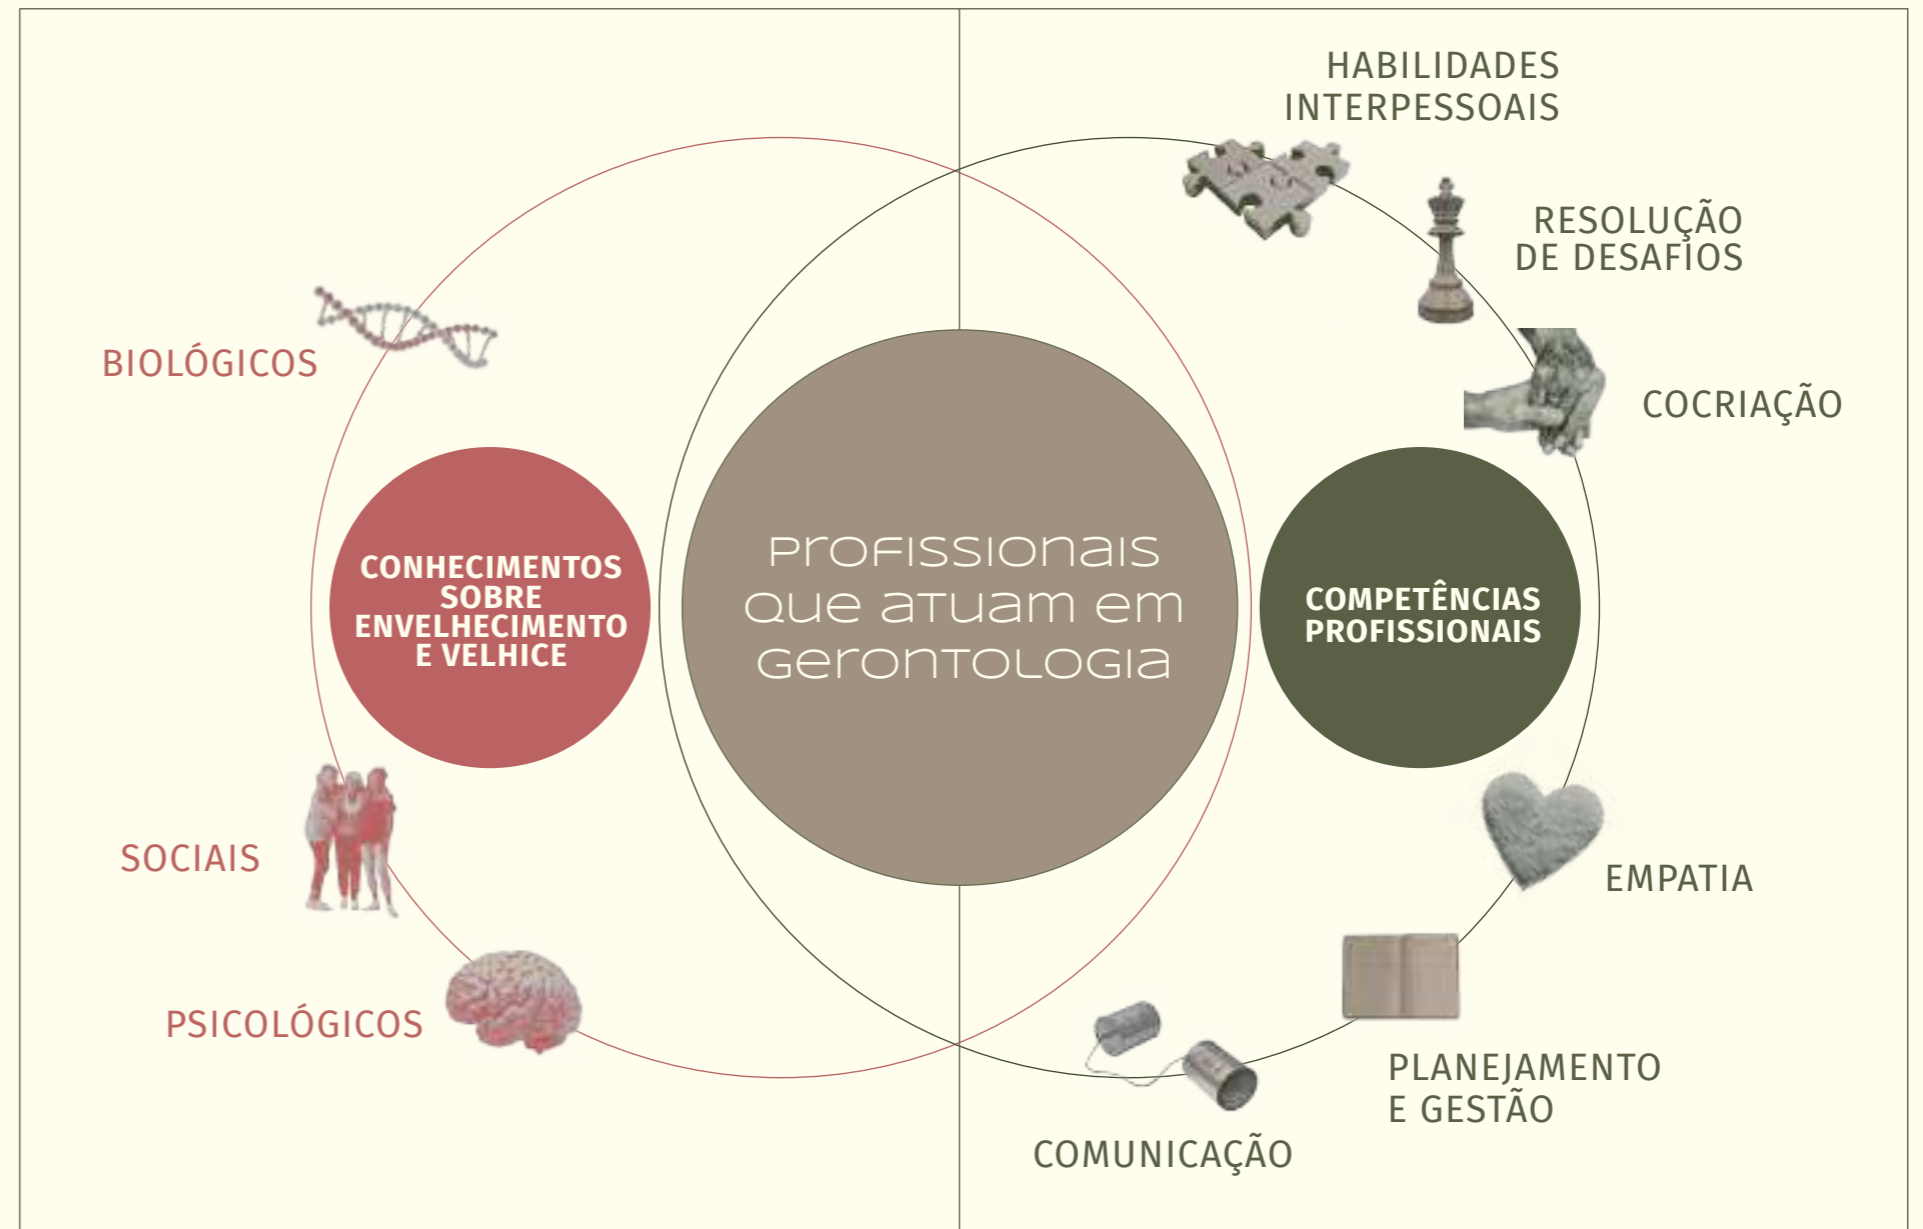 HABILIDADES
INTERPESSOAIS
RESOLUÇÃO
DE DESAFIOS
COCRIAÇÃO
BIOLÓGICOS
CONHECIMENTOS
SOBRE
ENVELHECIMENTO
E VELHICE
PROFISSIONAIS
QUE ATUAM EM
GERONTOLOGIA
COMPETÊNCIAS
PROFISSIONAIS
SOCIAIS
EMPATIA
PSICOLÓGICOS
PLANEJAMENTO
E GESTÃO
COMUNICAÇÃO